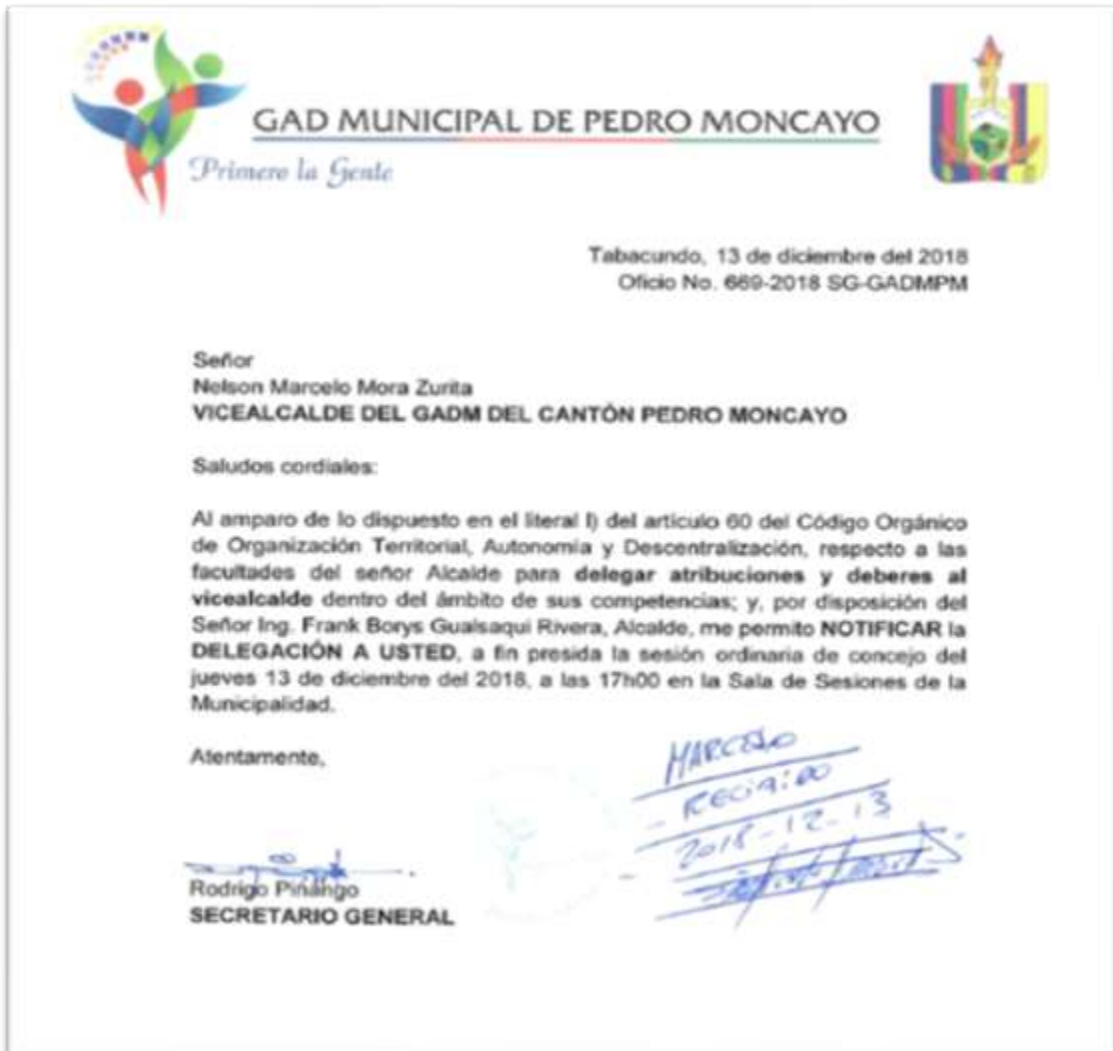 GAD MUNICIPAL DE PEDRO MONCAYO
Primero la Gente
Tabacundo, 13 de diciembre del 2018
Oficio No. 669-2018 SG-GADMPM
Señor
Nelson Marcelo Mora Zurita
VICEALCALDE DEL GADM DEL CANTÓN PEDRO MONCAYO
Saludos cordiales:
Al amparo de lo dispuesto en el literal l) del artículo 60 del Código Orgánico
de Organización Territorial, Autonomía y Descentralización, respecto a las
facultades del señor Alcalde para delegar atribuciones y deberes al
vicealcalde dentro del ámbito de sus competencias; y, por disposición del
Señor Ing. Frank Borys Gualsaqui Rivera, Alcalde, me permito NOTIFICAR la
DELEGACIÓN A USTED, a fin presida la sesión ordinaria de concejo del
jueves 13 de diciembre del 2018, a las 17h00 en la Sala de Sesiones de la
Municipalidad.
Atentamente,
MARCELO
- RECIBIDO
2018-12-13
Rodrigo Pinango
SECRETARIO GENERAL